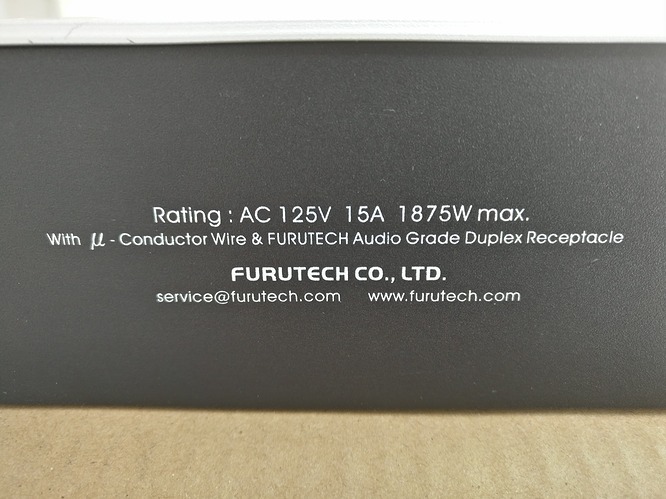 Rating : AC 125V 15A 1875W max.
With μ - Conductor Wire & FURUTECH Audio Grade Duplex Receptacle
FURUTECH CO., LTD.
service@furutech.com www.furutech.com